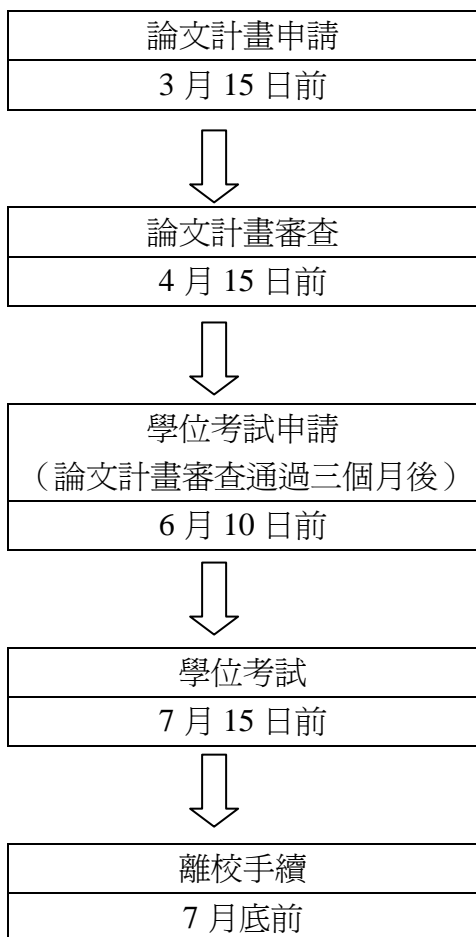 論文計畫申請
3 月 15 日前
論文計畫審查
4 月 15 日前
學位考試申請
（論文計畫審查通過三個月後）
6 月 10 日前
學位考試
7 月 15 日前
離校手續
7 月底前